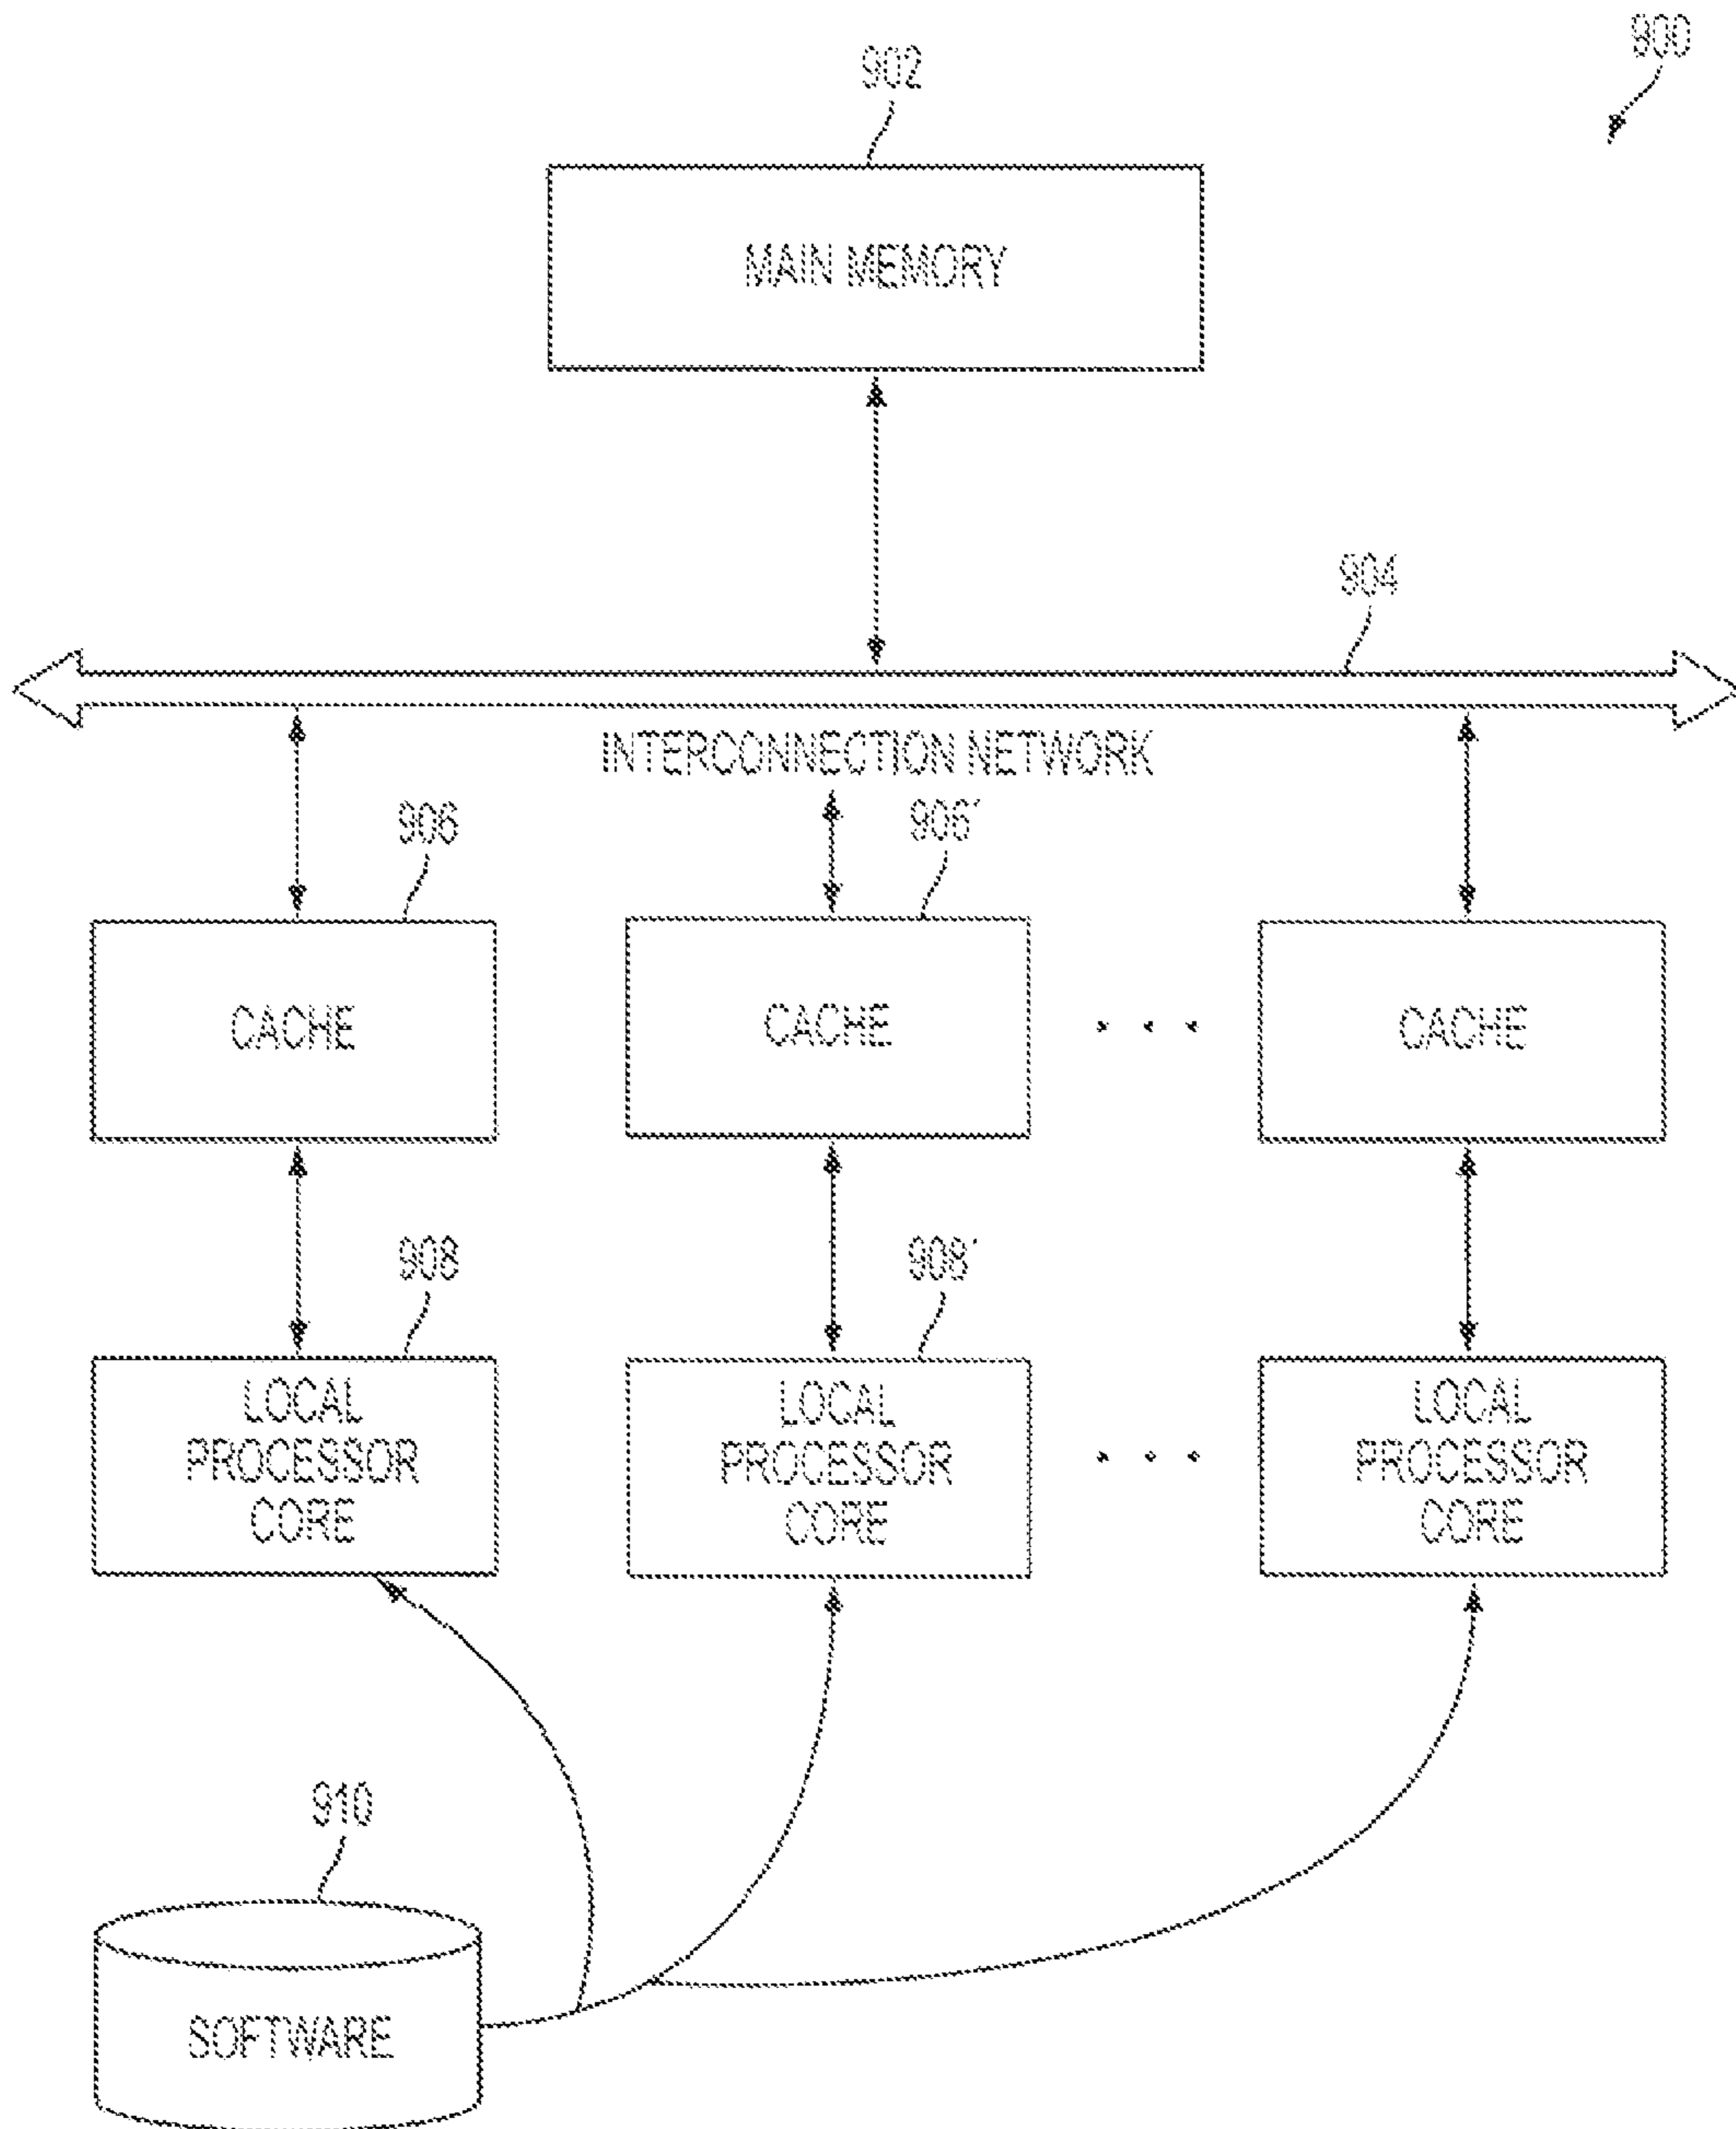 900
902
MAIN MEMORY
904
INTERCONNECTION NETWORK
906
906´
CACHE
CACHE
. . .
CACHE
908
908´
LOCAL
PROCESSOR
CORE
LOCAL
PROCESSOR
CORE
. . .
LOCAL
PROCESSOR
CORE
910
SOFTWARE